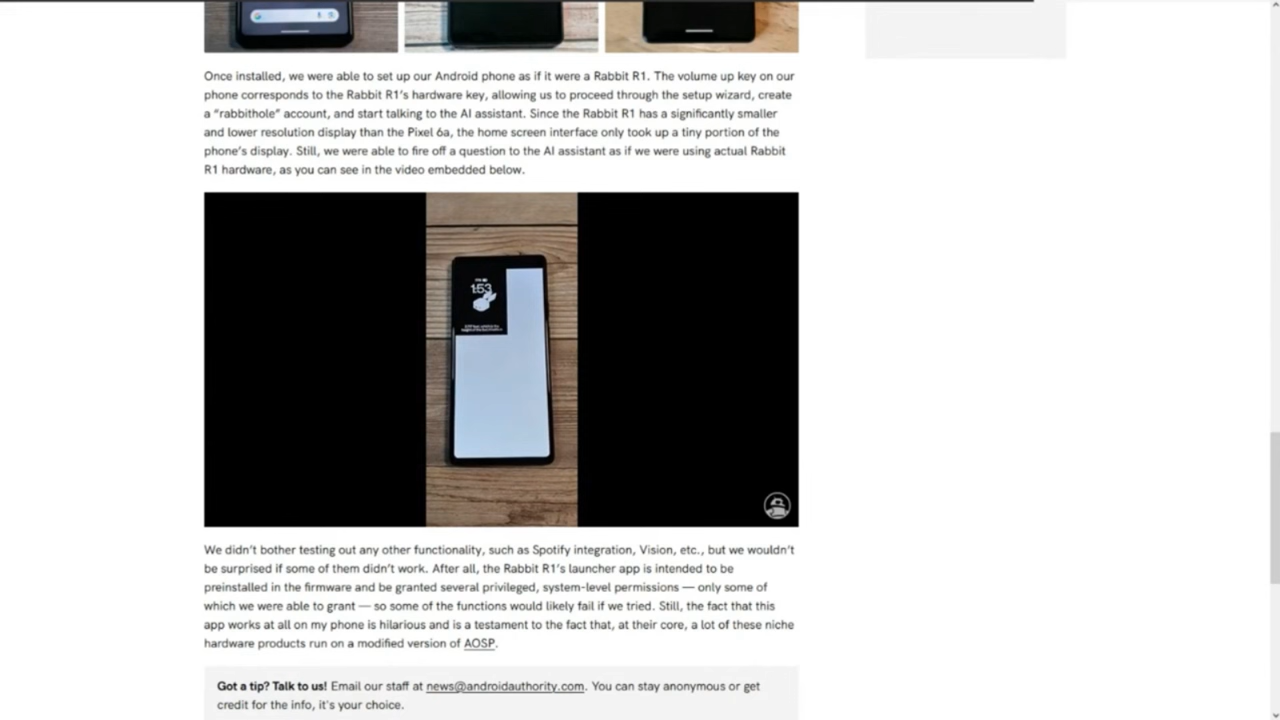 Once installed, we were able to set up our Android phone as if it were a Rabbit R1. The volume up key on our
phone corresponds to the Rabbit R1's hardware key, allowing us to proceed through the setup wizard, create
a "rabbithole" account, and start talking to the AI assistant. Since the Rabbit R1 has a significantly smaller
and lower resolution display than the Pixel 6a, the home screen interface only took up a tiny portion of the
phone's display. Still, we were able to fire off a question to the AI assistant as if we were using actual Rabbit
R1 hardware, as you can see in the video embedded below.
1:53
We didn't bother testing out any other functionality, such as Spotify integration, Vision, etc., but we wouldn't
be surprised if some of them didn't work. After all, the Rabbit R1's launcher app is intended to be
preinstalled in the firmware and be granted several privileged, system-level permissions — only some of
which we were able to grant — so some of the functions would likely fail if we tried. Still, the fact that this
app works at all on my phone is hilarious and is a testament to the fact that, at their core, a lot of these niche
hardware products run on a modified version of AOSP.
Got a tip? Talk to us! Email our staff at news@androidauthority.com. You can stay anonymous or get
credit for the info, it's your choice.